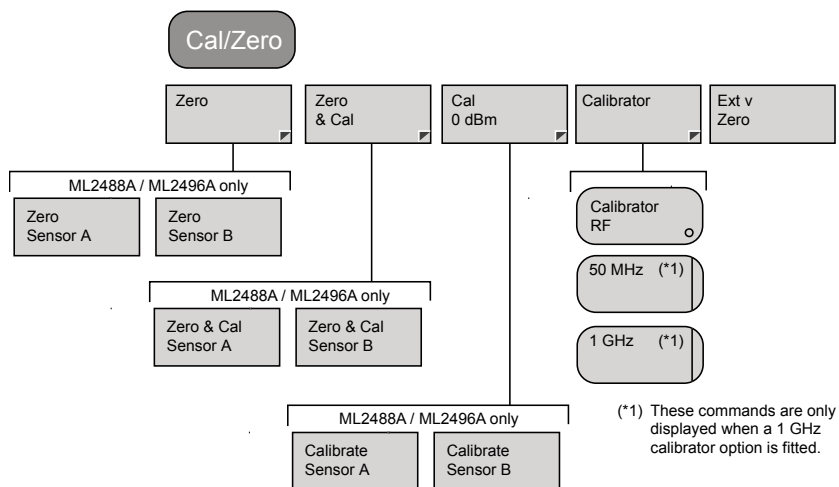 Cal/Zero
Zero
Zero
& Cal
Cal
0 dBm
Calibrator
Ext v
Zero
ML2488A / ML2496A only
Zero
Sensor A
Zero
Sensor B
Calibrator
RF
50 MHz (*1)
1 GHz (*1)
ML2488A / ML2496A only
Zero & Cal
Sensor A
Zero & Cal
Sensor B
ML2488A / ML2496A only
Calibrate
Sensor A
Calibrate
Sensor B
(*1) These commands are only
displayed when a 1 GHz
calibrator option is fitted.